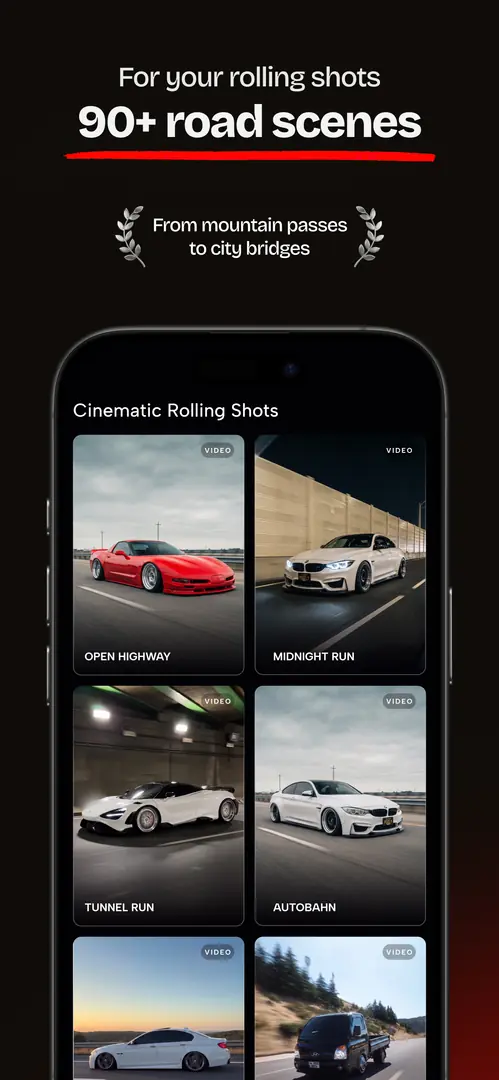 For your rolling shots
90+ road scenes
From mountain passes
to city bridges
Cinematic Rolling Shots
VIDEO
VIDEO
OPEN HIGHWAY
MIDNIGHT RUN
VIDEO
VIDEO
TUNNEL RUN
AUTOBAHN
VIDEO
VIDEO